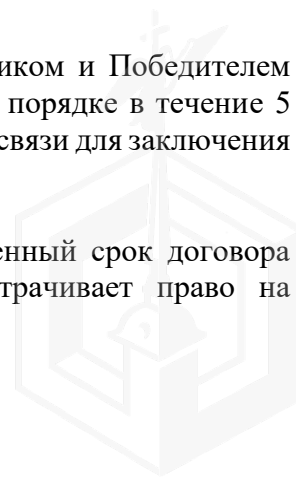 иком и Победителем
порядке в течение 5
связи для заключения
енный срок договора
трачивает право на